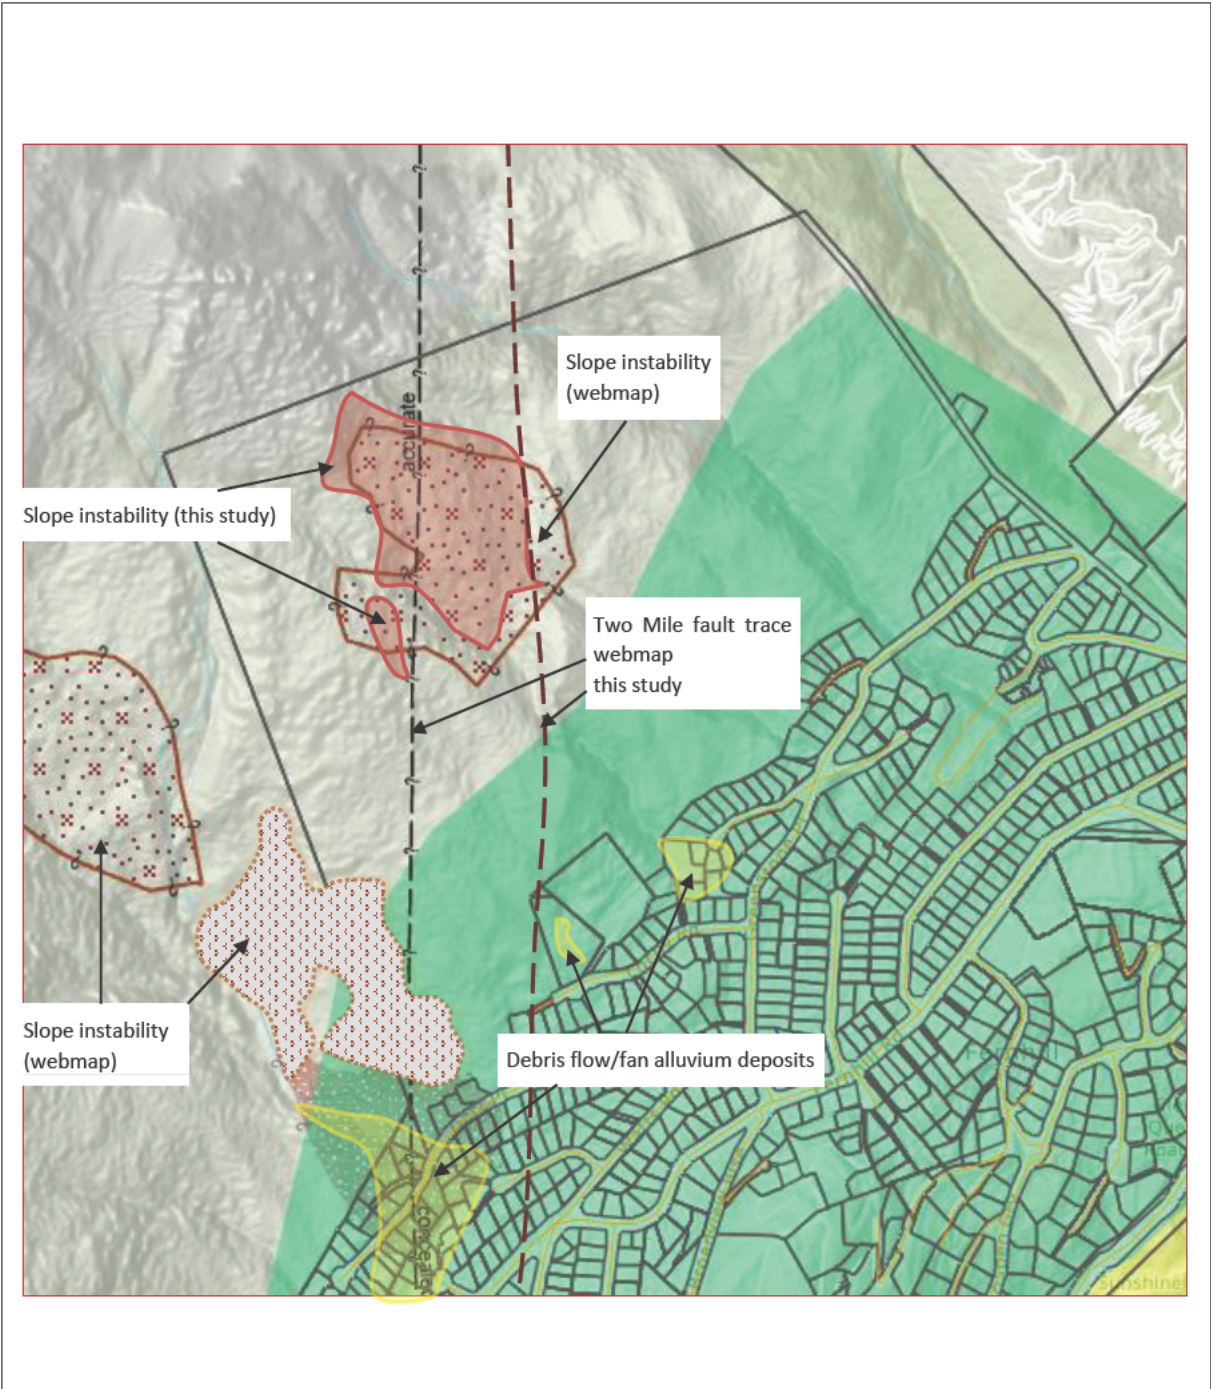 accurate
Slope instability
(webmap)
Slope instability (this study)
Two Mile fault trace
webmap
this study
Slope instability
(webmap)
Debris flow/fan alluvium deposits
Fernhill
concealed
Sunshine